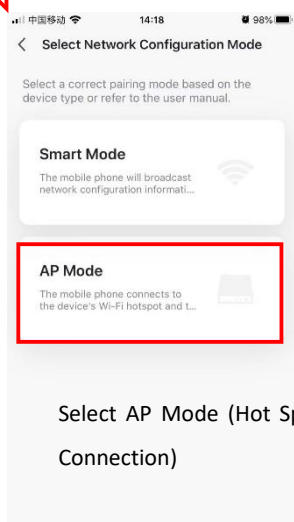 中国移动 14:18 98%
Select Network Configuration Mode
Select a correct pairing mode based on the
device type or refer to the user manual.
Smart Mode
The mobile phone will broadcast
network configuration informati...
AP Mode
The mobile phone connects to
the device's Wi-Fi hotspot and t...
Select AP Mode (Hot Sp
Connection)